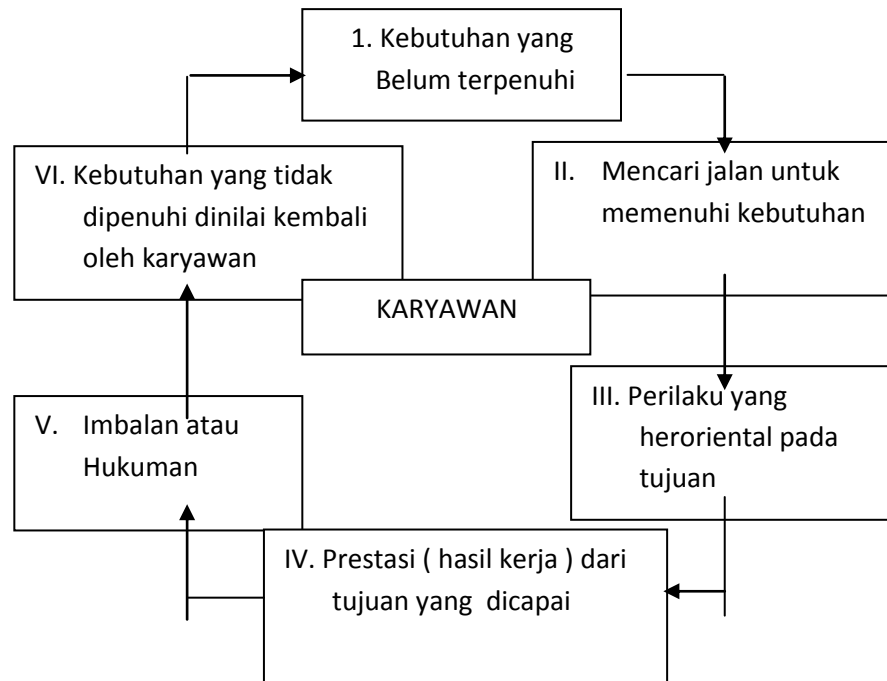 1. Kebutuhan yang
Belum terpenuhi
II. Mencari jalan untuk
memenuhi kebutuhan
III. Perilaku yang
heroriental pada
tujuan
IV. Prestasi ( hasil kerja ) dari
tujuan yang dicapai
V. Imbalan atau
Hukuman
VI. Kebutuhan yang tidak
dipenuhi dinilai kembali
oleh karyawan
KARYAWAN